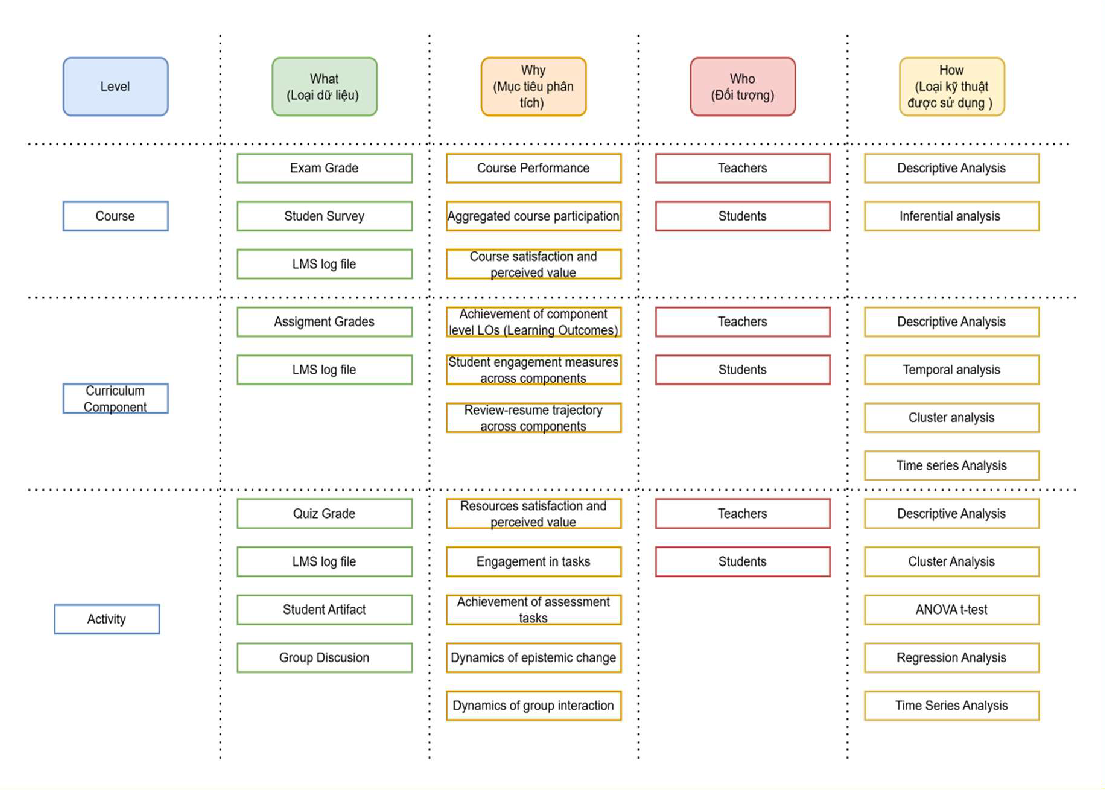 Level
What
(Loại dữ liệu)
Why
(Mục tiêu phân
tích)
Who
(Đối tượng)
How
(Loại kỹ thuật
được sử dụng )
Course
Exam Grade
Course Performance
Teachers
Descriptive Analysis
Studen Survey
Aggregated course participation
Students
Inferential analysis
LMS log file
Course satisfaction and
perceived value
Curriculum
Component
Assigment Grades
Achievement of component
level LOs (Learning Outcomes)
Teachers
Descriptive Analysis
LMS log file
Student engagement measures
across components
Students
Temporal analysis
Review-resume trajectory
across components
Cluster analysis
Time series Analysis
Activity
Quiz Grade
Resources satisfaction and
perceived value
Teachers
Descriptive Analysis
LMS log file
Engagement in tasks
Students
Cluster Analysis
Student Artifact
Achievement of assessment
tasks
ANOVA t-test
Group Discusion
Dynamics of epistemic change
Regression Analysis
Dynamics of group interaction
Time Series Analysis